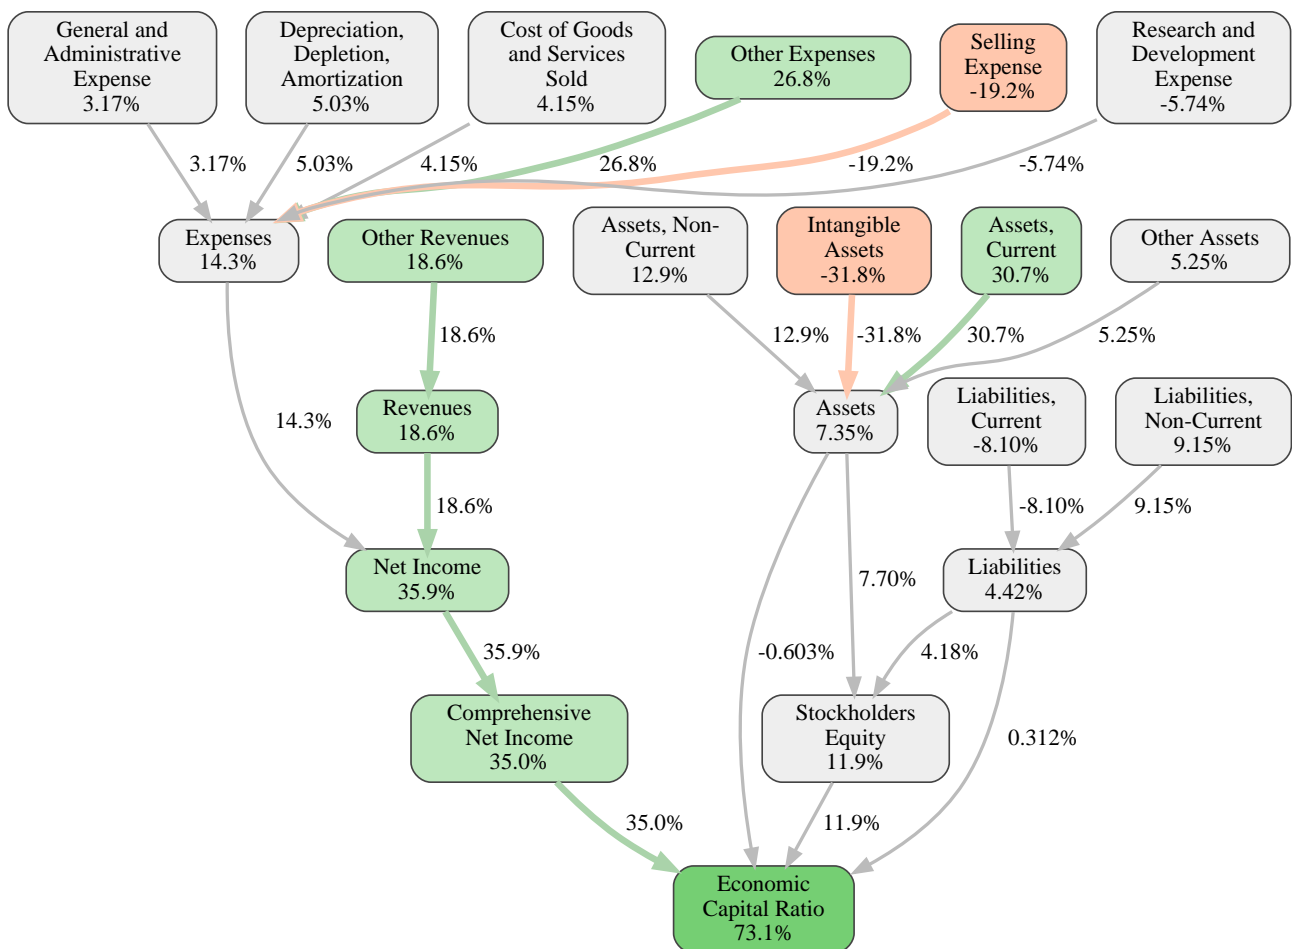 General and
Administrative
Expense
3.17%
Depreciation,
Depletion,
Amortization
5.03%
Cost of Goods
and Services
Sold
4.15%
Other Expenses
26.8%
Selling
Expense
-19.2%
Research and
Development
Expense
-5.74%
3.17%
5.03%
4.15%
26.8%
-19.2%
-5.74%
Expenses
14.3%
Other Revenues
18.6%
Assets, Non-
Current
12.9%
Intangible
Assets
-31.8%
Assets,
Current
30.7%
Other Assets
5.25%
18.6%
12.9%
-31.8%
30.7%
5.25%
14.3%
Revenues
18.6%
Assets
7.35%
Liabilities,
Current
-8.10%
Liabilities,
Non-Current
9.15%
18.6%
-8.10%
9.15%
Net Income
35.9%
7.70%
Liabilities
4.42%
35.9%
-0.603%
4.18%
Comprehensive
Net Income
35.0%
Stockholders
Equity
11.9%
0.312%
35.0%
11.9%
Economic
Capital Ratio
73.1%